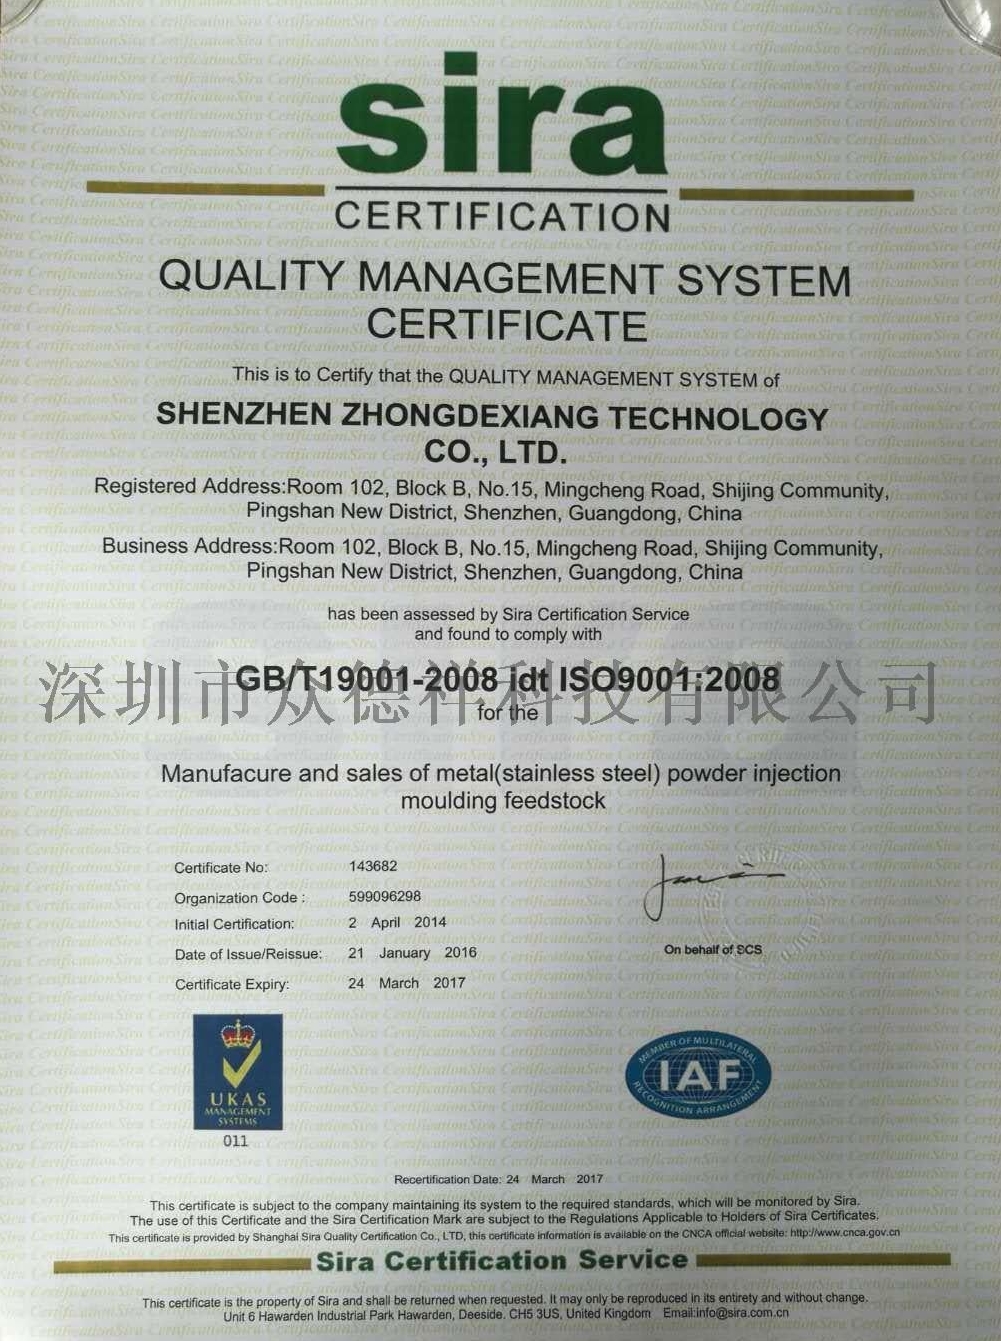 sira
CERTIFICATION
QUALITY MANAGEMENT SYSTEM
CERTIFICATE
This is to Certify that the QUALITY MANAGEMENT SYSTEM of
SHENZHEN ZHONGDEXIANG TECHNOLOGY
CO., LTD.
Registered Address:Room 102, Block B, No.15, Mingcheng Road, Shijing Community,
Pingshan New District, Shenzhen, Guangdong, China
Business Address:Room 102, Block B, No.15, Mingcheng Road, Shijing Community,
Pingshan New District, Shenzhen, Guangdong, China
has been assessed by Sira Certification Service
and found to comply with
GB/T19001-2008 idt ISO9001:2008
深圳市众德祥科技有限公司
for the
Manufacure and sales of metal(stainless steel) powder injection
moulding feedstock
Certificate No: 143682
Organization Code : 599096298
Initial Certification: 2 April 2014
Date of Issue/Reissue: 21 January 2016
Certificate Expiry: 24 March 2017
On behalf of SCS
UKAS
MANAGEMENT
SYSTEMS
011
MEMBER OF MULTILATERAL
IAF
RECOGNITION ARRANGEMENT
Recertification Date: 24 March 2017
This certificate is subject to the company maintaining its system to the required standards, which will be monitored by Sira.
The use of this Certificate and the Sira Certification Mark are subject to the Regulations Applicable to Holders of Sira Certificates.
This certificate is provided by Shanghai Sira Quality Certification Co., LTD, this certificate information is available on the CNCA official website: http://www.cnca.gov.cn
Sira Certification Service
This certificate is the property of Sira and shall be returned when requested. It may only be reproduced in its entirety and without change.
Unit 6 Hawarden Industrial Park Hawarden, Deeside. CH5 3US, United Kingdom Email:info@sira.com.cn